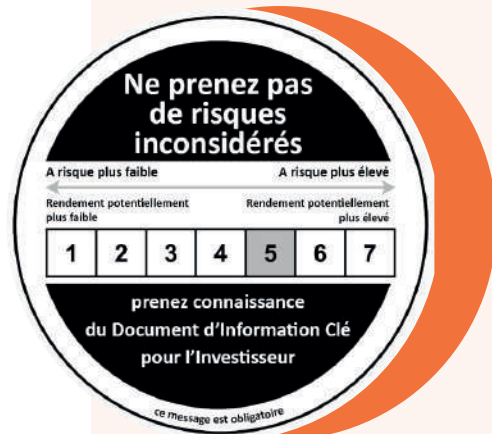 Ne prenez pas
de risques
inconsidérés
A risque plus faible A risque plus élevé
Rendement potentiellement Rendement potentiellement
plus faible plus élevé
1 2 3 4 5 6 7
prenez connaissance
du Document d'Information Clé
pour l'Investisseur
ce message est obligatoire